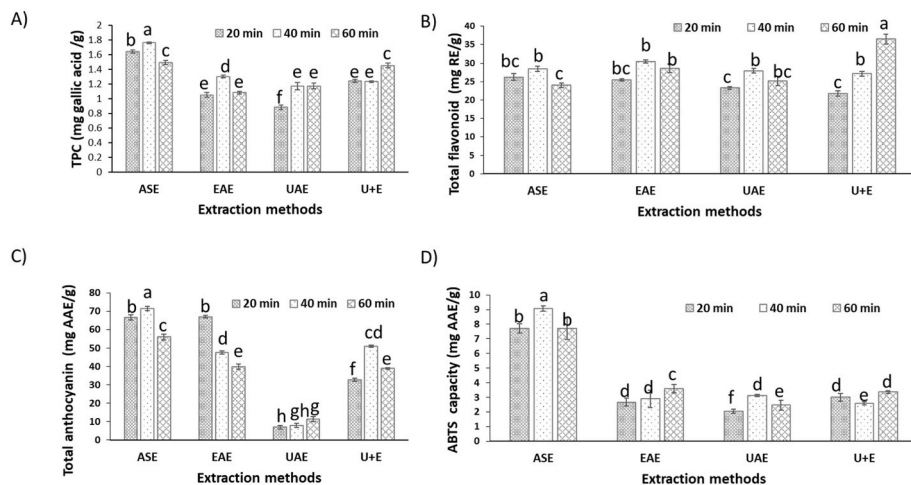 A)
TPC (mg gallic acid /g)
20 min 40 min 60 min
1.8
1.6
1.4
1.2
1
0.8
0.6
0.4
0.2
0
b a c e d e f e e e e c
ASE EAE UAE U+E
Extraction methods
B)
Total flavonoid (mg RE/g)
20 min 40 min 60 min
40
35
30
25
20
15
10
5
0
bc b c bc b bc c b bc c b a
ASE EAE UAE U+E
Extraction methods
C)
Total anthocyanin (mg AAE/g)
20 min 40 min 60 min
80
70
60
50
40
30
20
10
0
b a c b d e h gh g f cd e
ASE EAE UAE U+E
Extraction methods
D)
ABTS capacity (mg AAE/g)
20 min 40 min 60 min
10
9
8
7
6
5
4
3
2
1
0
b a b d d c f d e d e d
ASE EAE UAE U+E
Extraction methods